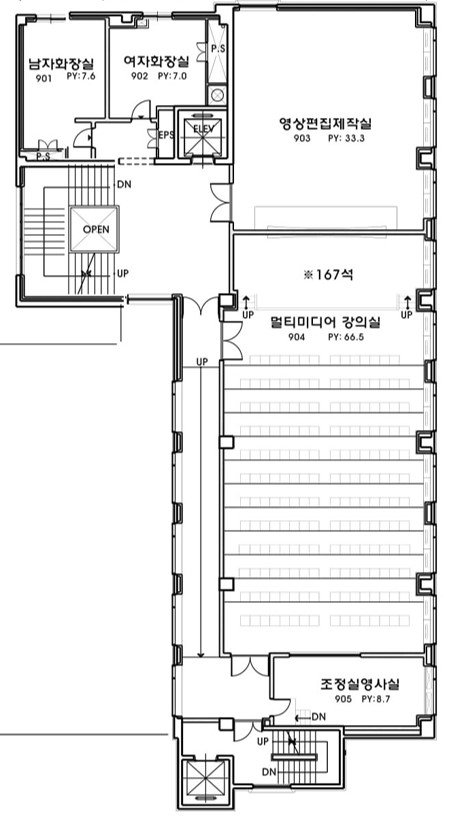 남자화장실
901 PY:7.6
여자화장실
902 PY:7.0
P.S
P.S
EPS
ELEV
영상편집제작실
903 PY: 33.3
DN
OPEN
UP
※167석
UP
UP
멀티미디어 강의실
904 PY: 66.5
UP
조정실영사실
905 PY:8.7
DN
UP
DN